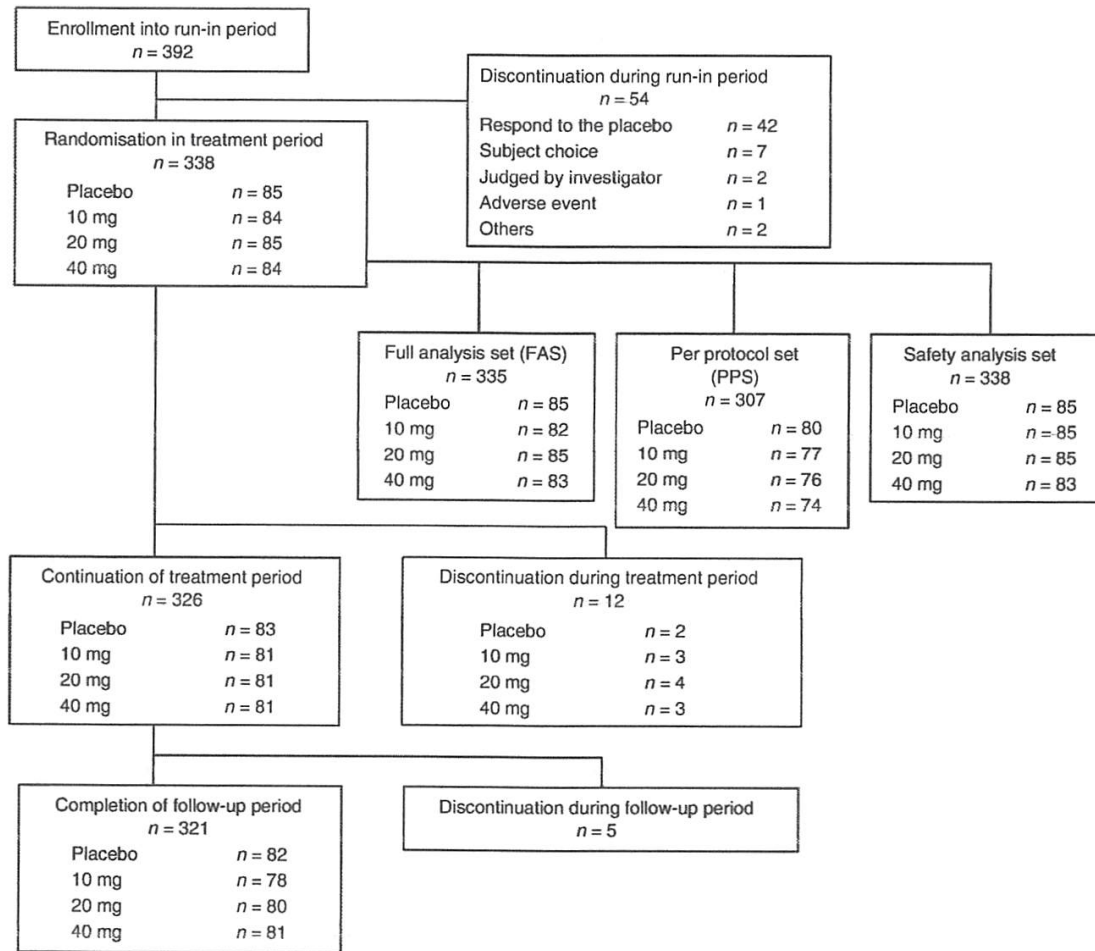 Enrollment into run-in period
n = 392
Discontinuation during run-in period
n = 54
Respond to the placebo n = 42
Subject choice n = 7
Judged by investigator n = 2
Adverse event n = 1
Others n = 2
Randomisation in treatment period
n = 338
Placebo n = 85
10 mg n = 84
20 mg n = 85
40 mg n = 84
Full analysis set (FAS)
n = 335
Placebo n = 85
10 mg n = 82
20 mg n = 85
40 mg n = 83
Per protocol set
(PPS)
n = 307
Placebo n = 80
10 mg n = 77
20 mg n = 76
40 mg n = 74
Safety analysis set
n = 338
Placebo n = 85
10 mg n = 85
20 mg n = 85
40 mg n = 83
Continuation of treatment period
n = 326
Placebo n = 83
10 mg n = 81
20 mg n = 81
40 mg n = 81
Discontinuation during treatment period
n = 12
Placebo n = 2
10 mg n = 3
20 mg n = 4
40 mg n = 3
Completion of follow-up period
n = 321
Placebo n = 82
10 mg n = 78
20 mg n = 80
40 mg n = 81
Discontinuation during follow-up period
n = 5